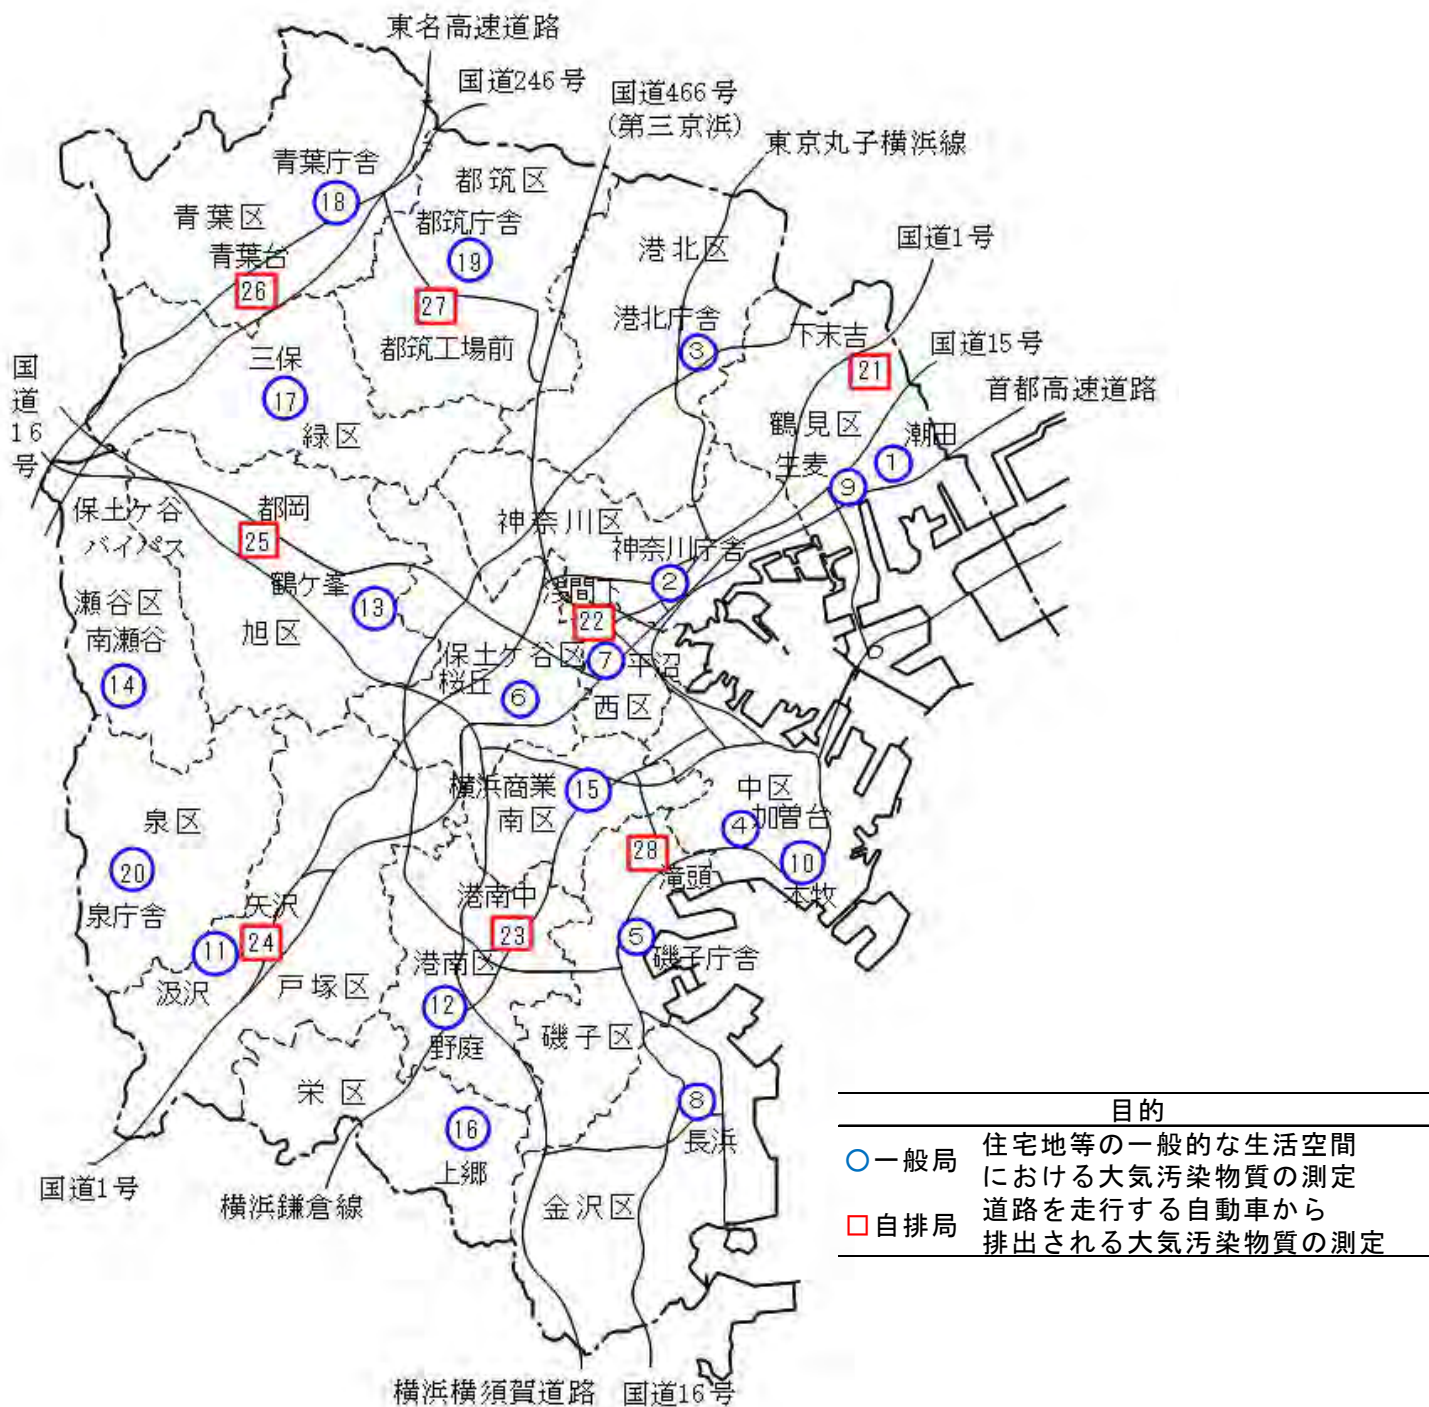 東名高速道路
国道246号
国道466号
(第三京浜)
東京丸子横浜線
青葉庁舎
都筑区
18
青葉区
都筑庁舎
国道1号
青葉台
19
港北区
26
27
港北庁舎
下末吉
国道15号
三保
都筑工場前
3
21
首都高速道路
国道16号
17
鶴見区
緑区
潮田
生麦
1
9
保土ケ谷
バイパス
都岡
神奈川区
25
神奈川庁舎
鶴ケ峯
2
瀬谷区
13
浅間下
南瀬谷
旭区
22
保土ケ谷区
7
平沼
14
桜丘
6
西区
横浜商業
15
中区
泉区
南区
4
加曽台
20
28
10
滝頭
本牧
泉庁舎
矢沢
港南中
11
24
23
5
汲沢
戸塚区
港南区
磯子庁舎
12
野庭
磯子区
栄区
8
16
長浜
上郷
国道1号
横浜鎌倉線
金沢区
横浜横須賀道路
国道16号
目的
○一般局 住宅地等の一般的な生活空間
における大気汚染物質の測定
□自排局 道路を走行する自動車から
排出される大気汚染物質の測定